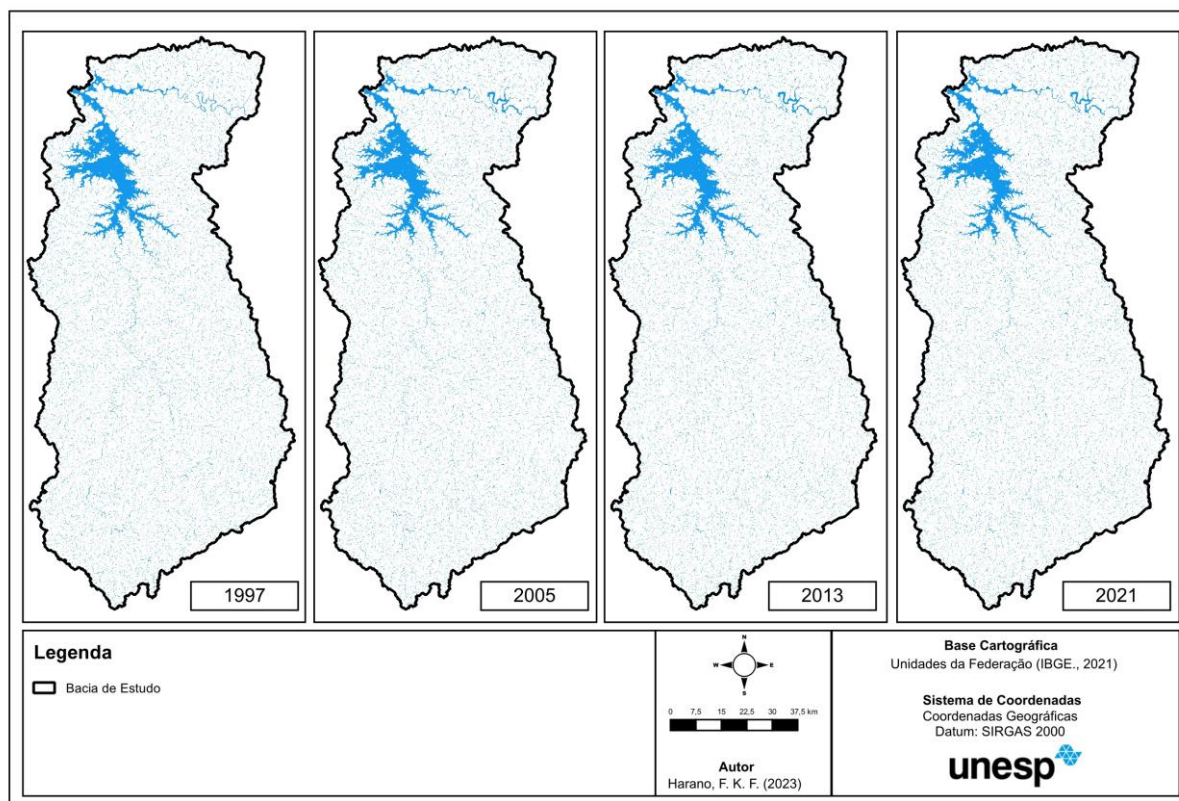 1997
2005
2013
2021
Legenda
Bacia de Estudo
N
W E
S
0 7,5 15 22,5 30 37,5 km
Autor
Harano, F. K. F. (2023)
Base Cartográfica
Unidades da Federação (IBGE., 2021)
Sistema de Coordenadas
Coordenadas Geográficas
Datum: SIRGAS 2000
unesp